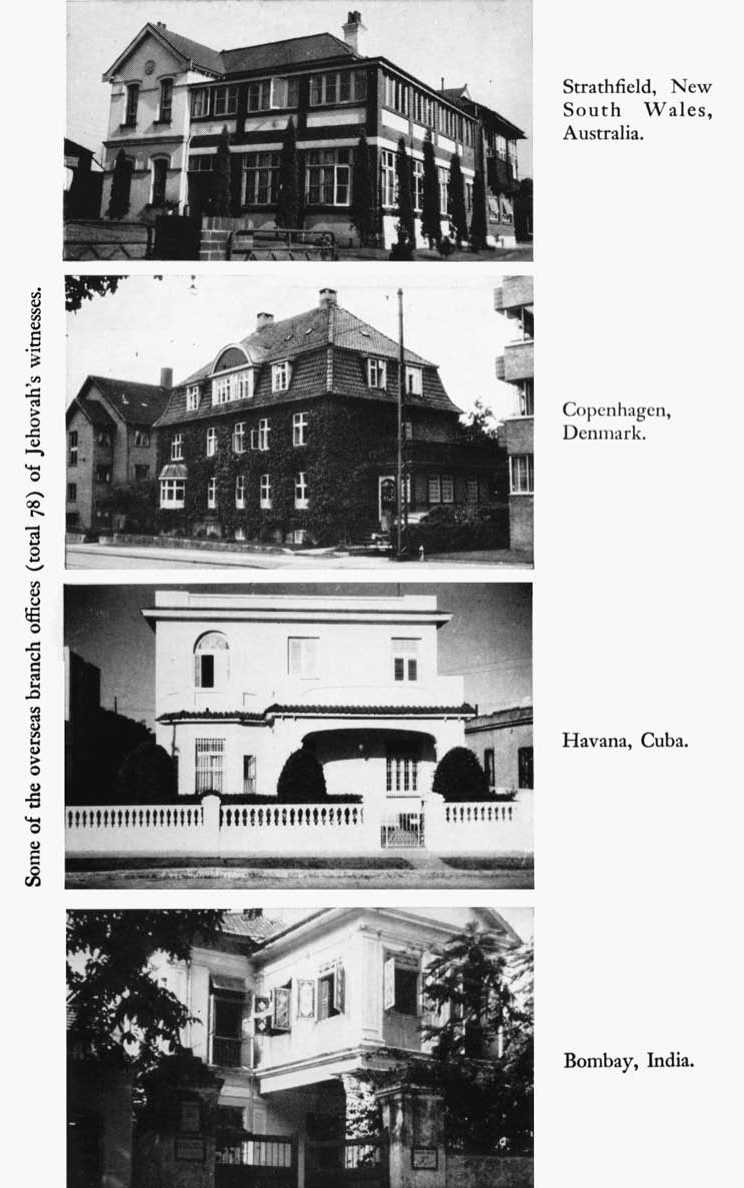 Some of the overseas branch offices (total 78) of Jehovah's witnesses.
Strathfield, New
South Wales,
Australia.
Copenhagen,
Denmark.
Havana, Cuba.
Bombay, India.